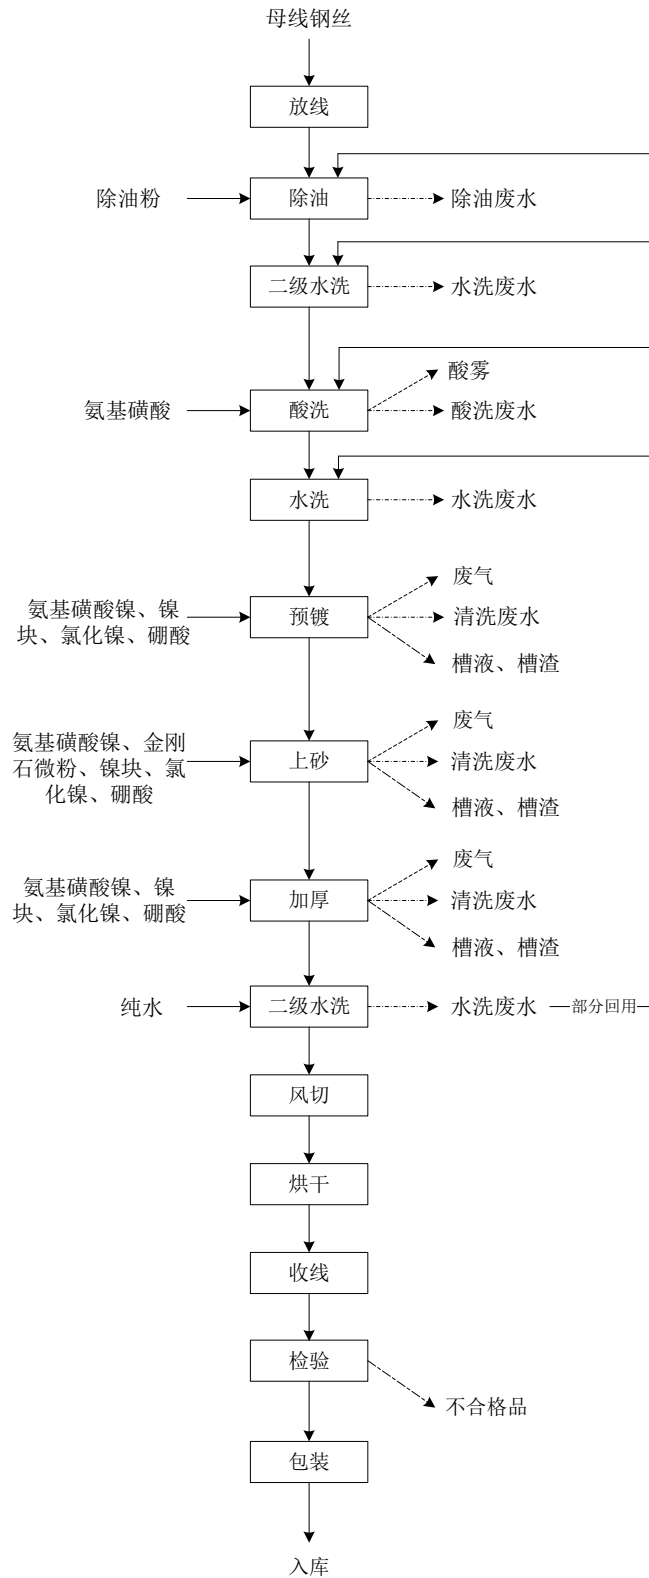 母线钢丝
放线
除油粉
除油
除油废水
二级水洗
水洗废水
酸雾
氨基磺酸
酸洗
酸洗废水
水洗
水洗废水
废气
氨基磺酸镍、镍
块、氯化镍、硼酸
预镀
清洗废水
槽液、槽渣
废气
氨基磺酸镍、金刚
石微粉、镍块、氯
化镍、硼酸
上砂
清洗废水
槽液、槽渣
废气
氨基磺酸镍、镍
块、氯化镍、硼酸
加厚
清洗废水
槽液、槽渣
纯水
二级水洗
水洗废水
部分回用
风切
烘干
收线
检验
不合格品
包装
入库